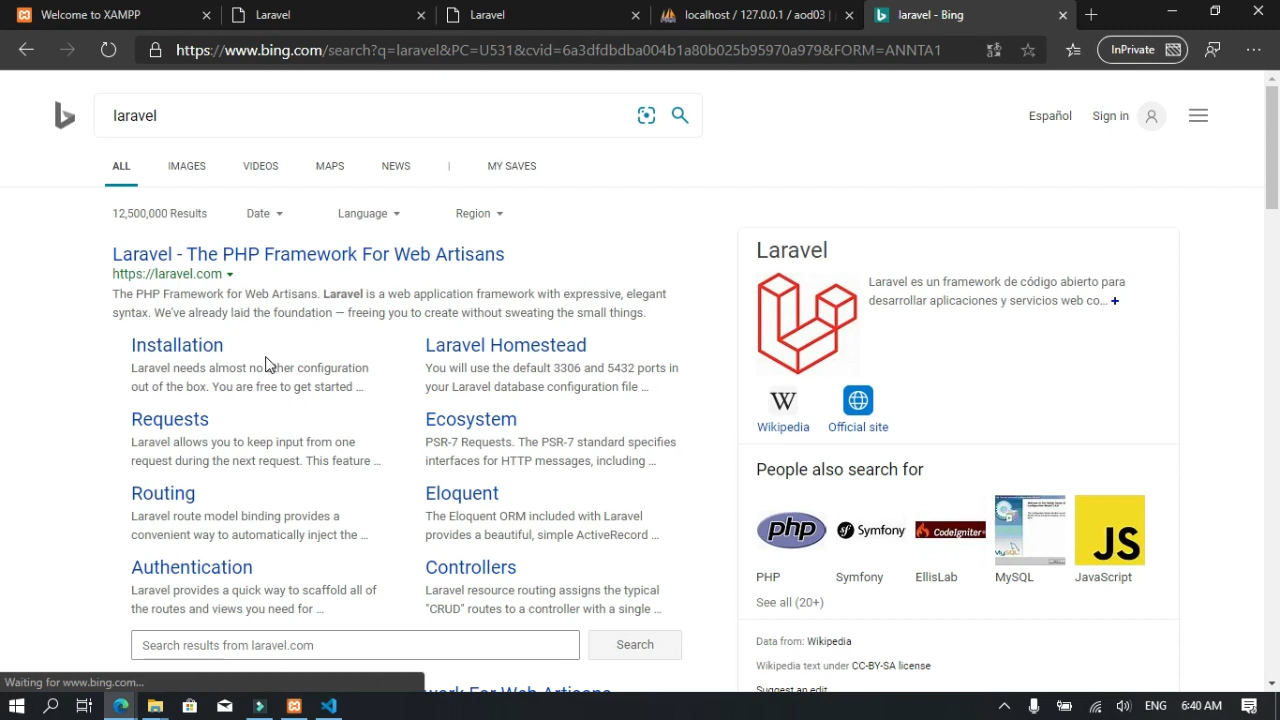 Welcome to XAMPP
Laravel
Laravel
localhost / 127.0.0.1 / aod03 |
laravel - Bing
https://www.bing.com/search?q=laravel&PC=U531&cvid=6a3dfdbdba004b1a80b025b95970a979&FORM=ANNTA1
InPrivate
laravel
Español
Sign in
ALL
IMAGES
VIDEOS
MAPS
NEWS
|
MY SAVES
12,500,000 Results
Date
Language
Region
Laravel - The PHP Framework For Web Artisans
https://laravel.com
The PHP Framework for Web Artisans. Laravel is a web application framework with expressive, elegant
syntax. We've already laid the foundation — freeing you to create without sweating the small things.
Installation
Laravel needs almost no other configuration
out of the box. You are free to get started ...
Laravel Homestead
You will use the default 3306 and 5432 ports in
your Laravel database configuration file ...
Requests
Laravel allows you to keep input from one
request during the next request. This feature ...
Ecosystem
PSR-7 Requests. The PSR-7 standard specifies
interfaces for HTTP messages, including ...
Routing
Laravel route model binding provides a
convenient way to automatically inject the ...
Eloquent
The Eloquent ORM included with Laravel
provides a beautiful, simple ActiveRecord ...
Authentication
Laravel provides a quick way to scaffold all of
the routes and views you need for ...
Controllers
Laravel resource routing assigns the typical
"CRUD" routes to a controller with a single ...
Search results from laravel.com
Search
Laravel
Laravel es un framework de código abierto para
desarrollar aplicaciones y servicios web co... +
W
Wikipedia
Official site
People also search for
php
Symfony
CodeIgniter
MySQL
JS
PHP
Symfony
EllisLab
MySQL
JavaScript
See all (20+)
Data from: Wikipedia
Wikipedia text under CC-BY-SA license
Suggest an edit
Waiting for www.bing.com...
work For Web Artisans
ENG
6:40 AM